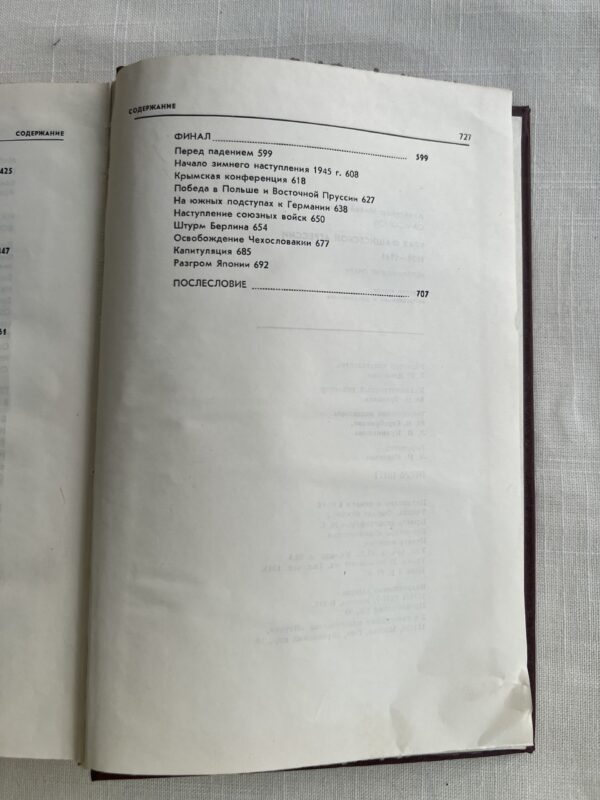 СОДЕРЖАНИЕ
425
447
СОДЕРЖАНИЕ 727
ФИНАЛ 599
Перед падением 599
Начало зимнего наступления 1945 г. 608
Крымская конференция 618
Победа в Польше и Восточной Пруссии 627
На южных подступах к Германии 638
Наступление союзных войск 650
Штурм Берлина 654
Освобождение Чехословакии 677
Капитуляция 685
Разгром Японии 692
ПОСЛЕСЛОВИЕ 707